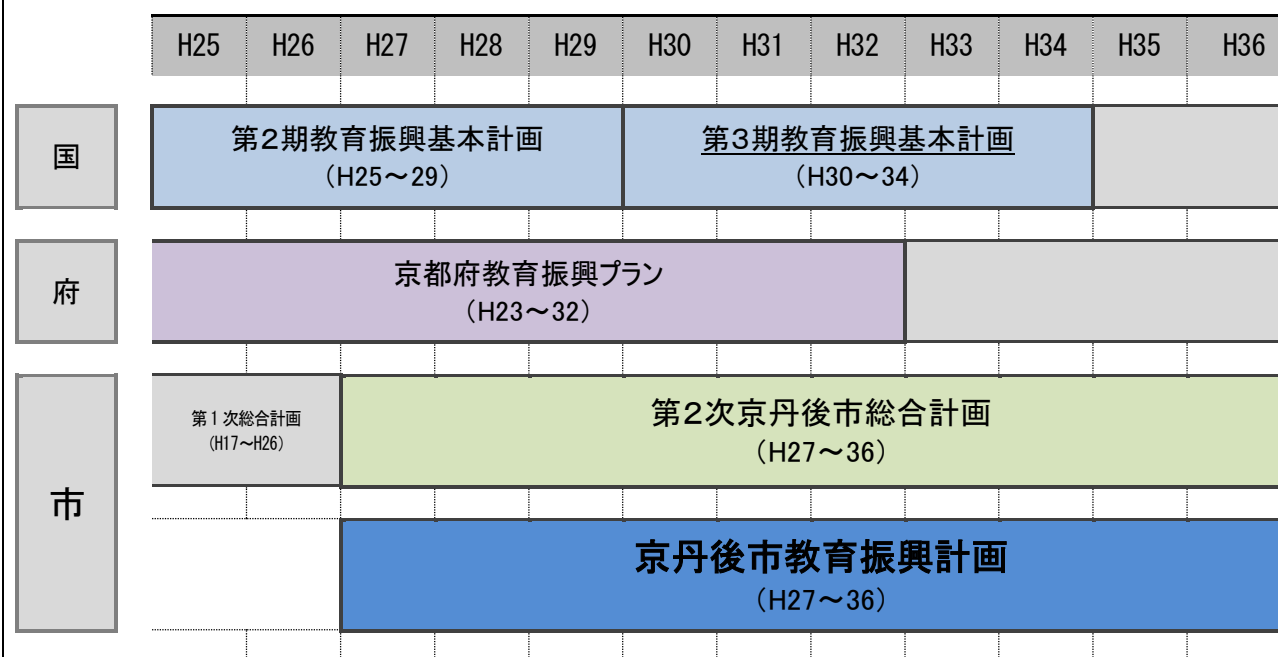 H25 H26 H27 H28 H29 H30 H31 H32 H33 H34 H35 H36
国
第２期教育振興基本計画
（H25～29）
第３期教育振興基本計画
（H30～34）
府
京都府教育振興プラン
（H23～32）
市
第１次総合計画
（H17～H26）
第２次京丹後市総合計画
（H27～36）
京丹後市教育振興計画
（H27～36）